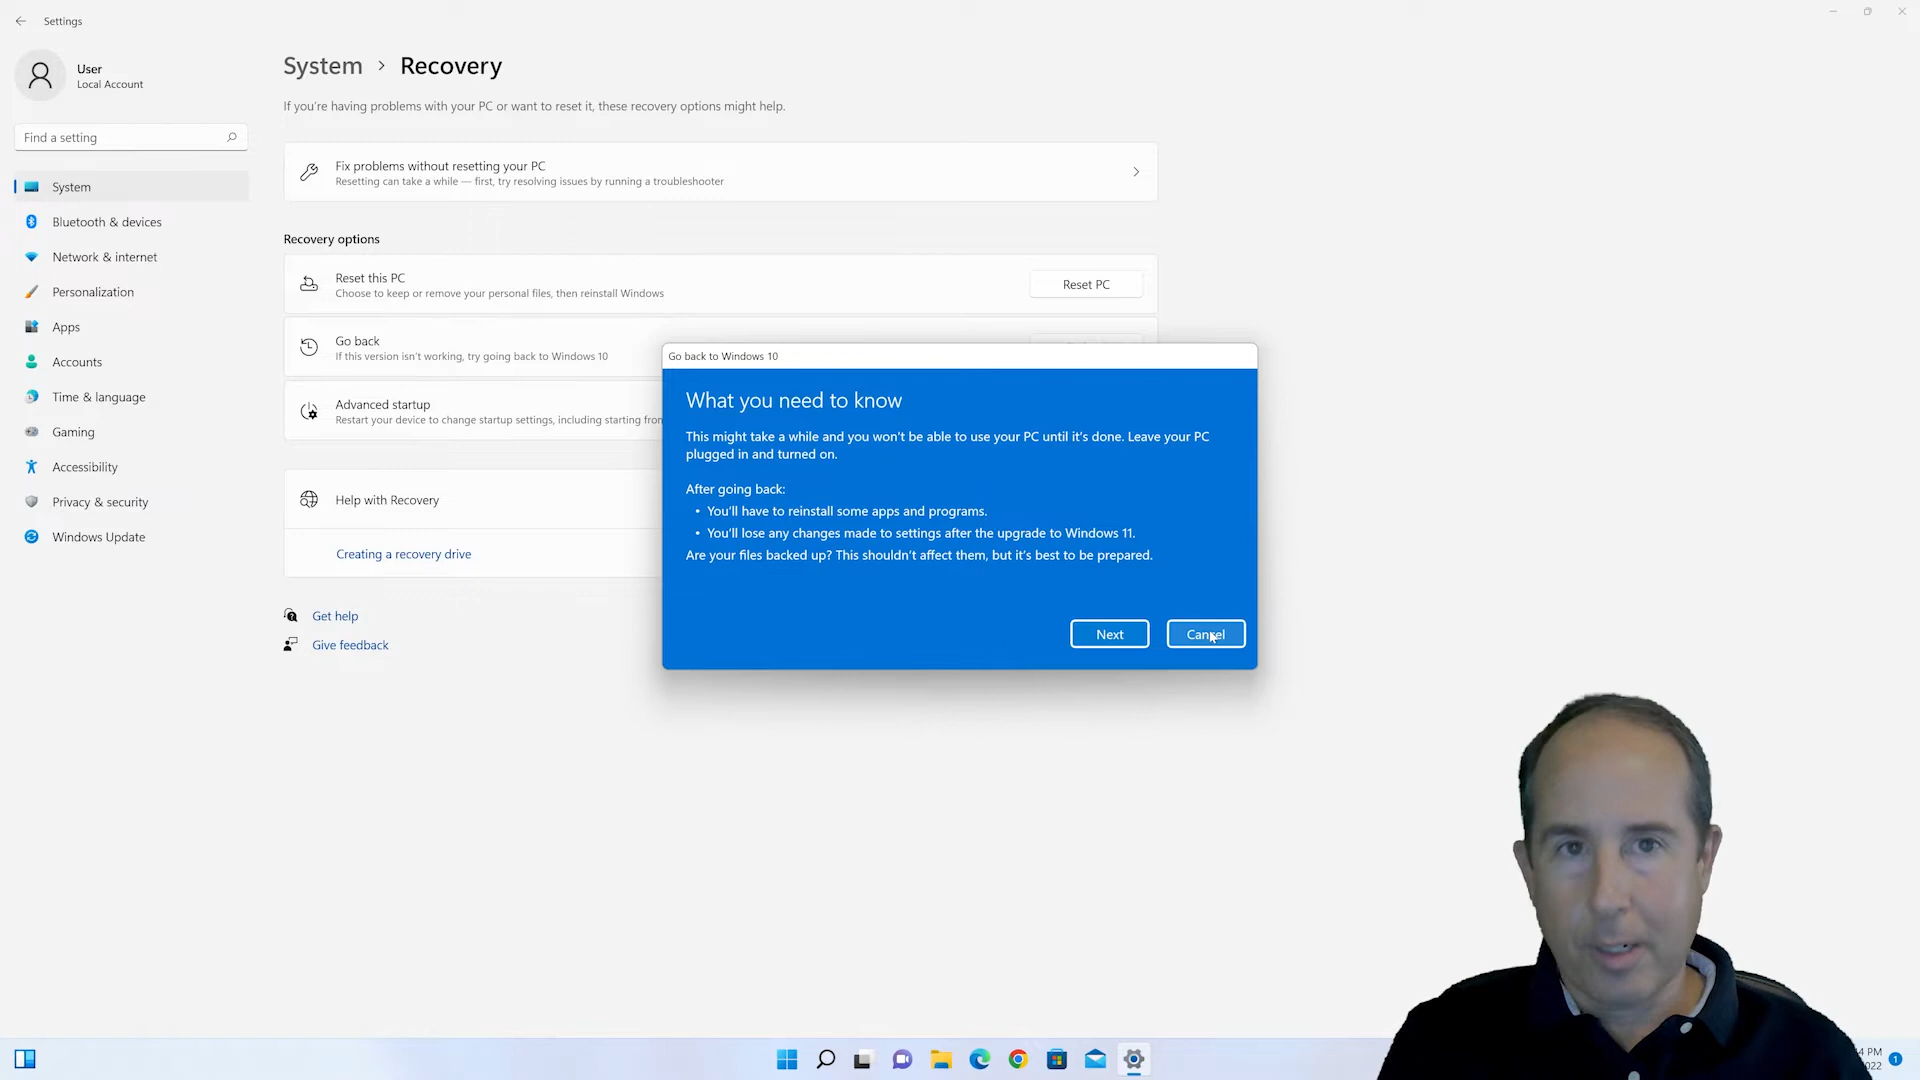 Settings
User
Local Account
Find a setting
System
Bluetooth & devices
Network & internet
Personalization
Apps
Accounts
Time & language
Gaming
Accessibility
Privacy & security
Windows Update
System > Recovery
If you're having problems with your PC or want to reset it, these recovery options might help.
Fix problems without resetting your PC
Resetting can take a while — first, try resolving issues by running a troubleshooter
Recovery options
Reset this PC
Choose to keep or remove your personal files, then reinstall Windows
Reset PC
Go back
If this version isn't working, try going back to Windows 10
Advanced startup
Restart your device to change startup settings, including starting
Help with Recovery
Creating a recovery drive
Get help
Give feedback
Go back to Windows 10
What you need to know
This might take a while and you won't be able to use your PC until it's done. Leave your PC
plugged in and turned on.
After going back:
• You'll have to reinstall some apps and programs.
• You'll lose any changes made to settings after the upgrade to Windows 11.
Are your files backed up? This shouldn't affect them, but it's best to be prepared.
Next
Cancel
PM
1